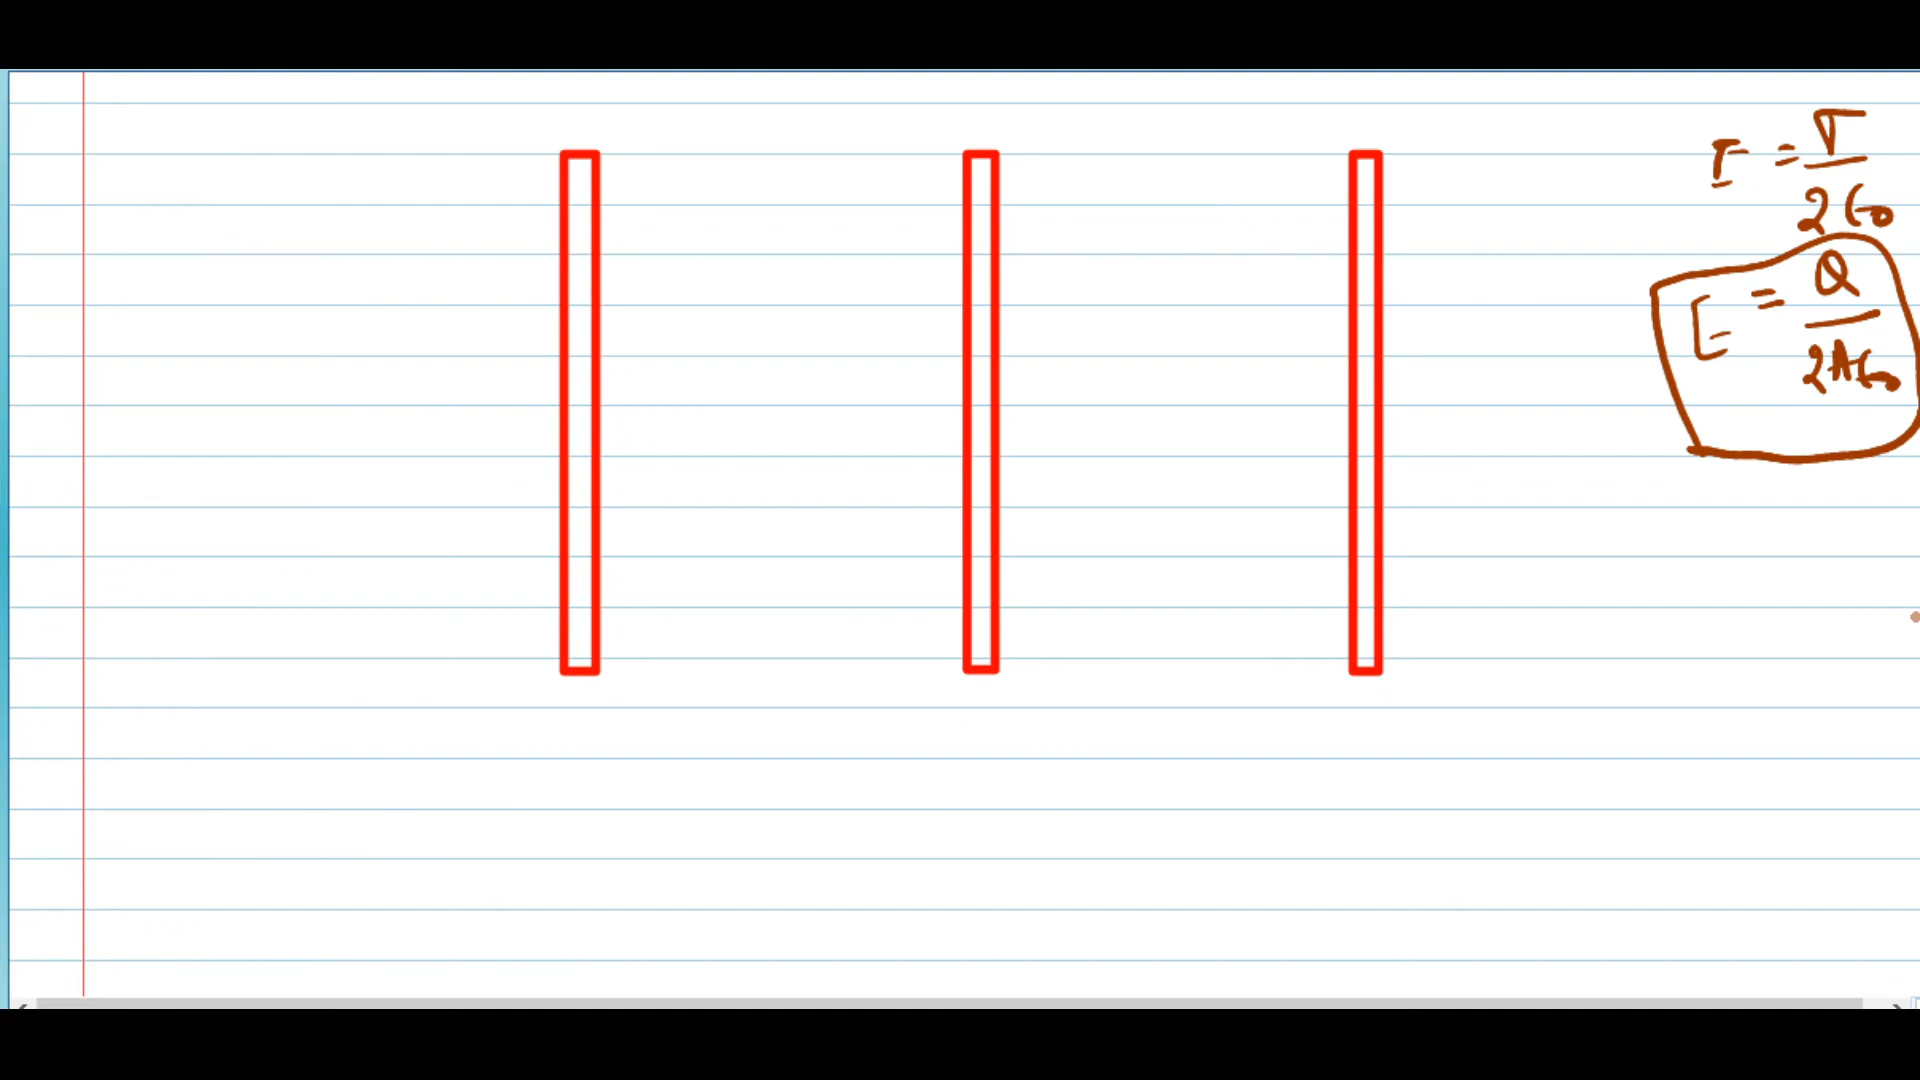 E = σ / 2ϵ₀
E = Q / 2Aϵ₀